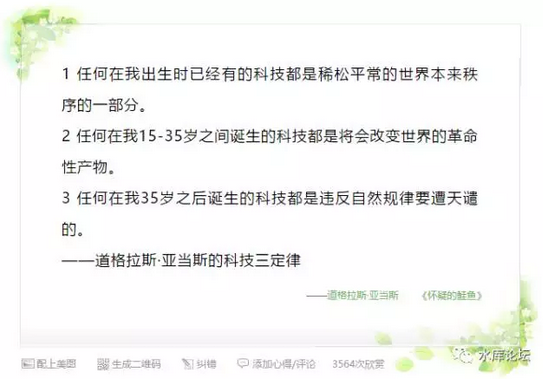 1 任何在我出生时已经有的科技都是稀松平常的世界本来秩
序的一部分。
2 任何在我15-35岁之间诞生的科技都是将会改变世界的革命
性产物。
3 任何在我35岁之后诞生的科技都是违反自然规律要遭天谴
的。
——道格拉斯·亚当斯的科技三定律
——道格拉斯·亚当斯 《怀疑的鲑鱼》
配上美图 生成二维码 纠错 添加心得/评论 3564次欣赏
水库论坛